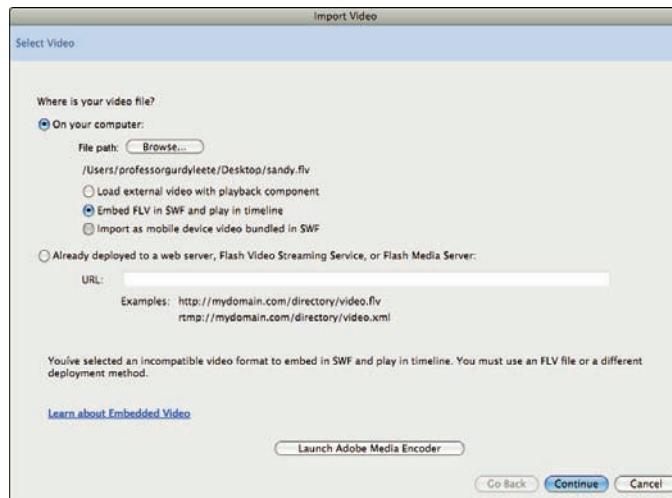 Import Video
Select Video
Where is your video file?
On your computer:
File path: Browse...
/Users/professorgurdyleete/Desktop/sandy.flv
Load external video with playback component
Embed FLV in SWF and play in timeline
Import as mobile device video bundled in SWF
Already deployed to a web server, Flash Video Streaming Service, or Flash Media Server:
URL:
Examples: http://mydomain.com/directory/video.flv
rtmp://mydomain.com/directory/video.xml
Youíve selected an incompatible video format to embed in SWF and play in timeline. You must use an FLV file or a different
deployment method.
Learn about Embedded Video
Launch Adobe Media Encoder
Go Back Continue Cancel